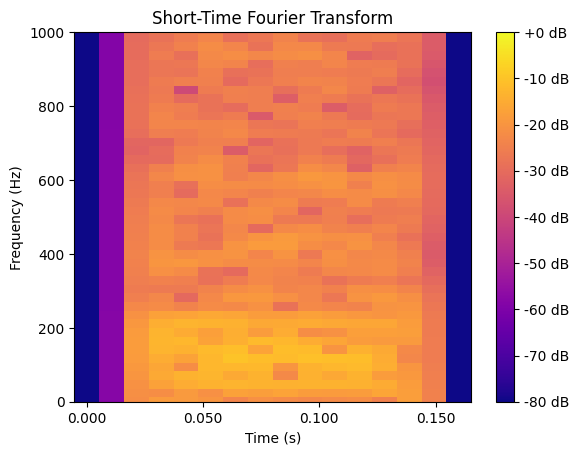 Short-Time Fourier Transform
1000
800
600
400
200
0
Frequency (Hz)
0.000
0.050
0.100
0.150
Time (s)
+0 dB
-10 dB
-20 dB
-30 dB
-40 dB
-50 dB
-60 dB
-70 dB
-80 dB